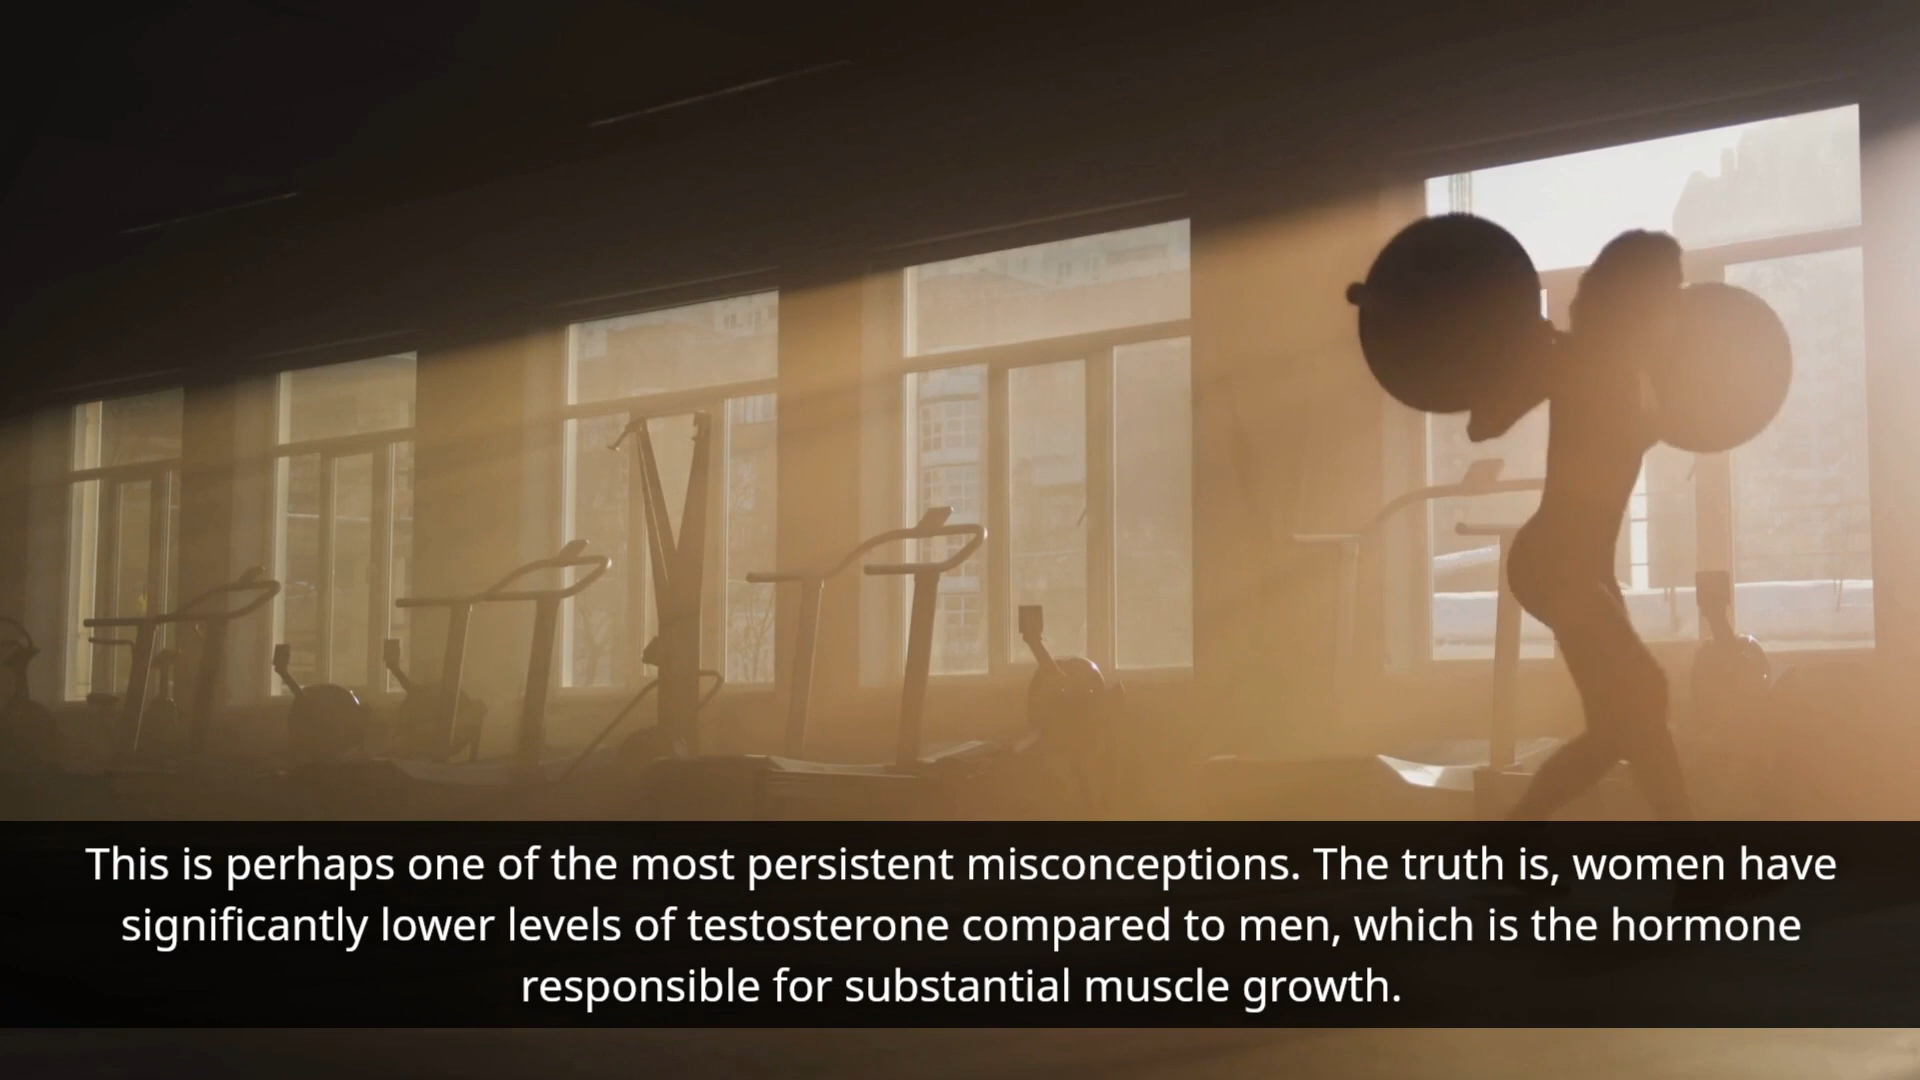 This is perhaps one of the most persistent misconceptions. The truth is, women have
significantly lower levels of testosterone compared to men, which is the hormone
responsible for substantial muscle growth.